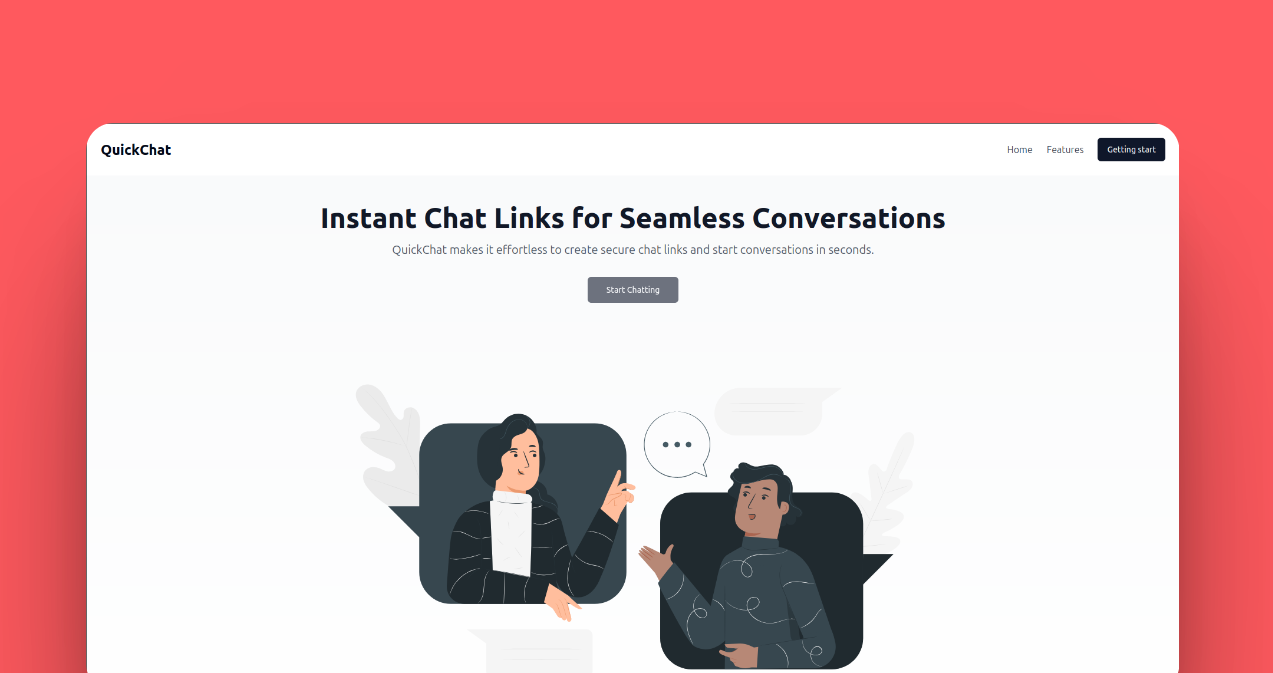 QuickChat
Home
Features
Getting start
Instant Chat Links for Seamless Conversations
QuickChat makes it effortless to create secure chat links and start conversations in seconds.
Start Chatting